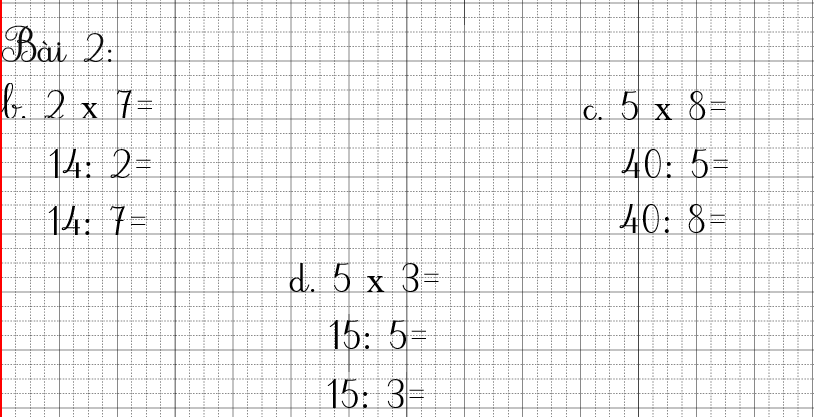 Bài 2:
b. 2 x 7=
14: 2=
14: 7=
c. 5 x 8=
40: 5=
40: 8=
d. 5 x 3=
15: 5=
15: 3=